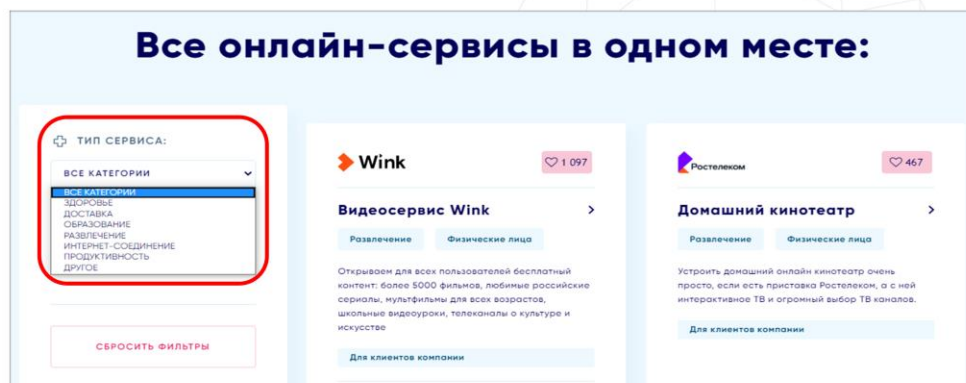 Все онлайн-сервисы в одном месте:
ТИП СЕРВИСА:
ВСЕ КАТЕГОРИИ
ВСЕ КАТЕГОРИИ
ЗДОРОВЬЕ
ДОСТАВКА
ОБРАЗОВАНИЕ
РАЗВЛЕЧЕНИЕ
ИНТЕРНЕТ-СОЕДИНЕНИЕ
ПРОДУКТИВНОСТЬ
ДРУГОЕ
СБРОСИТЬ ФИЛЬТРЫ
Wink
1 097
Видеосервис Wink
Развлечение Физические лица
Открываем для всех пользователей бесплатный
контент: более 5000 фильмов, любимые российские
сериалы, мультфильмы для всех возрастов,
школьные видеоуроки, телеканалы о культуре и
искусстве
Для клиентов компании
Ростелеком
467
Домашний кинотеатр
Развлечение Физические лица
Устроить домашний онлайн кинотеатр очень
просто, если есть приставка Ростелеком, а с ней
интерактивное ТВ и огромный выбор ТВ каналов.
Для клиентов компании